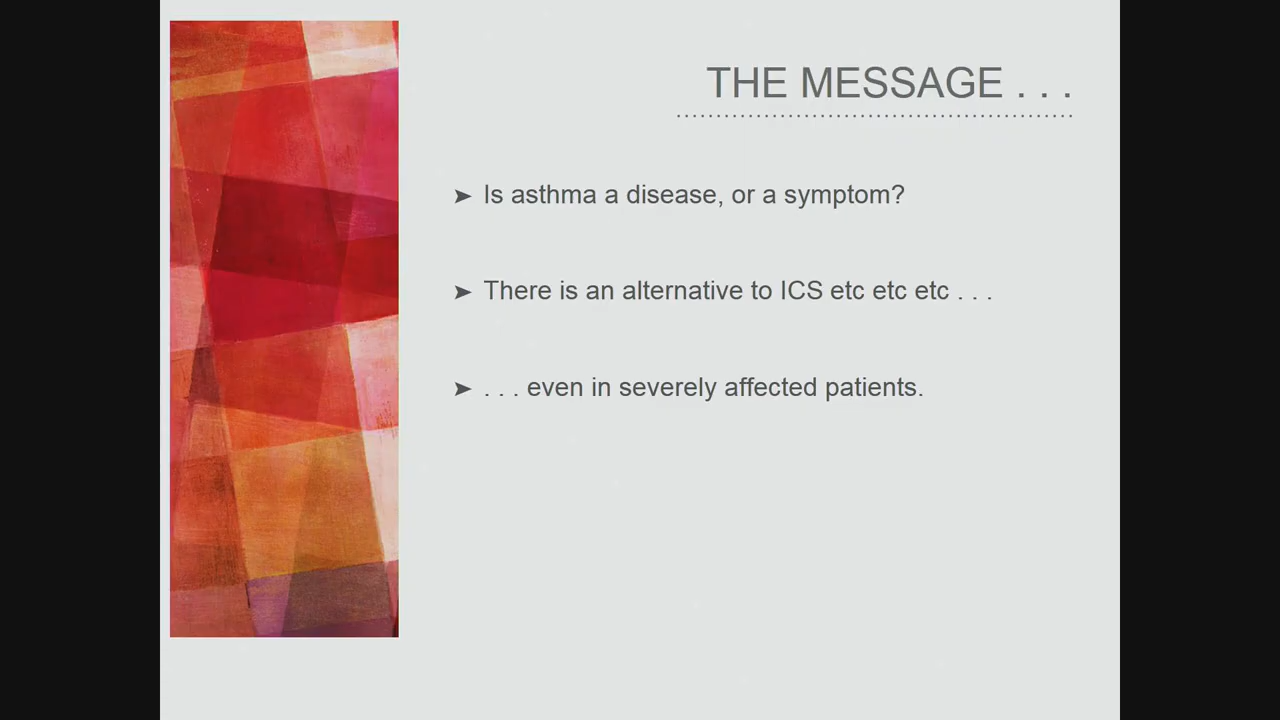 THE MESSAGE . . .
➤ Is asthma a disease, or a symptom?
➤ There is an alternative to ICS etc etc etc . . .
➤ . . . even in severely affected patients.